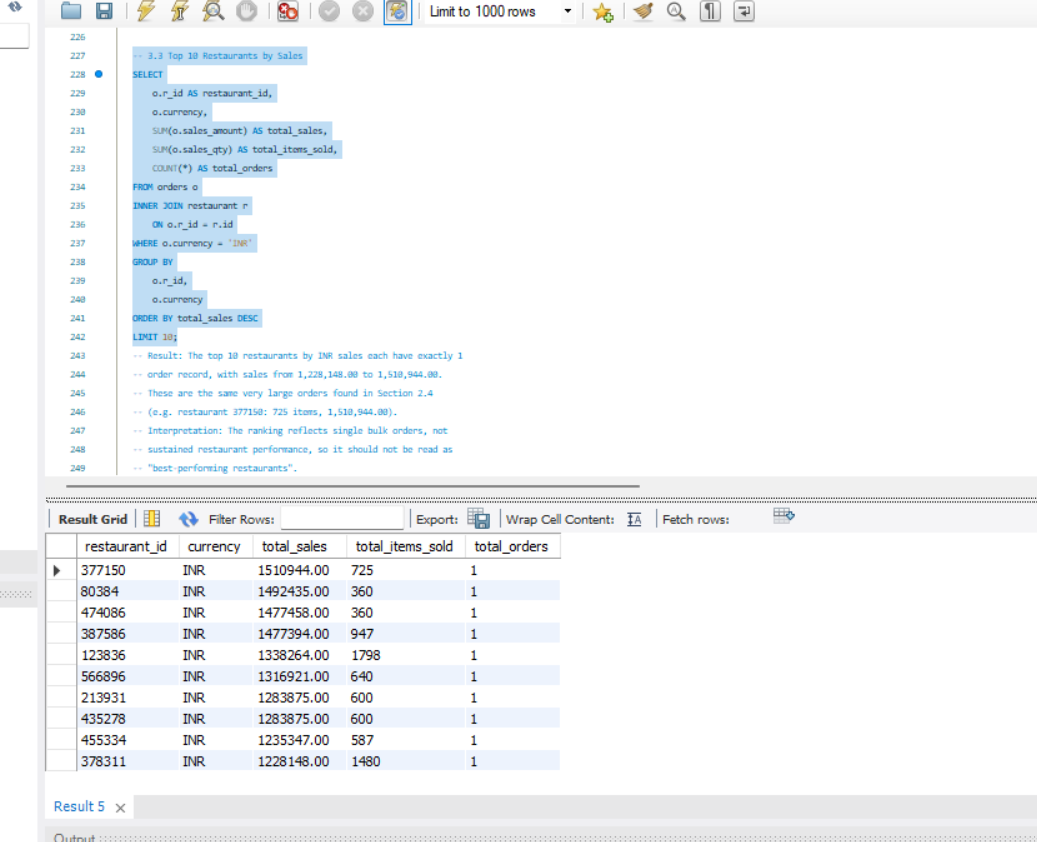 Limit to 1000 rows
226
227 -- 3.3 Top 10 Restaurants by Sales
228 SELECT
229 o.r_id AS restaurant_id,
230 o.currency,
231 SUM(o.sales_amount) AS total_sales,
232 SUM(o.sales_qty) AS total_items_sold,
233 COUNT(*) AS total_orders
234 FROM orders o
235 INNER JOIN restaurant r
236 ON o.r_id = r.id
237 WHERE o.currency = 'INR'
238 GROUP BY
239 o.r_id,
240 o.currency
241 ORDER BY total_sales DESC
242 LIMIT 10;
243 -- Result: The top 10 restaurants by INR sales each have exactly 1
244 -- order record, with sales from 1,228,148.00 to 1,510,944.00.
245 -- These are the same very large orders found in Section 2.4
246 -- (e.g. restaurant 377150: 725 items, 1,510,944.00).
247 -- Interpretation: The ranking reflects single bulk orders, not
248 -- sustained restaurant performance, so it should not be read as
249 -- "best-performing restaurants".
Result Grid Filter Rows: Export: Wrap Cell Content: Fetch rows:
restaurant_id currency total_sales total_items_sold total_orders
377150 INR 1510944.00 725 1
80384 INR 1492435.00 360 1
474086 INR 1477458.00 360 1
387586 INR 1477394.00 947 1
123836 INR 1338264.00 1798 1
566896 INR 1316921.00 640 1
213931 INR 1283875.00 600 1
435278 INR 1283875.00 600 1
455334 INR 1235347.00 587 1
378311 INR 1228148.00 1480 1
Result 5
Output